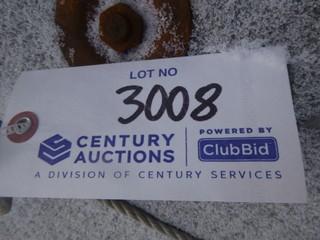 LOT NO
3008
CENTURY AUCTIONS
POWERED BY
ClubBid
A DIVISION OF CENTURY SERVICES